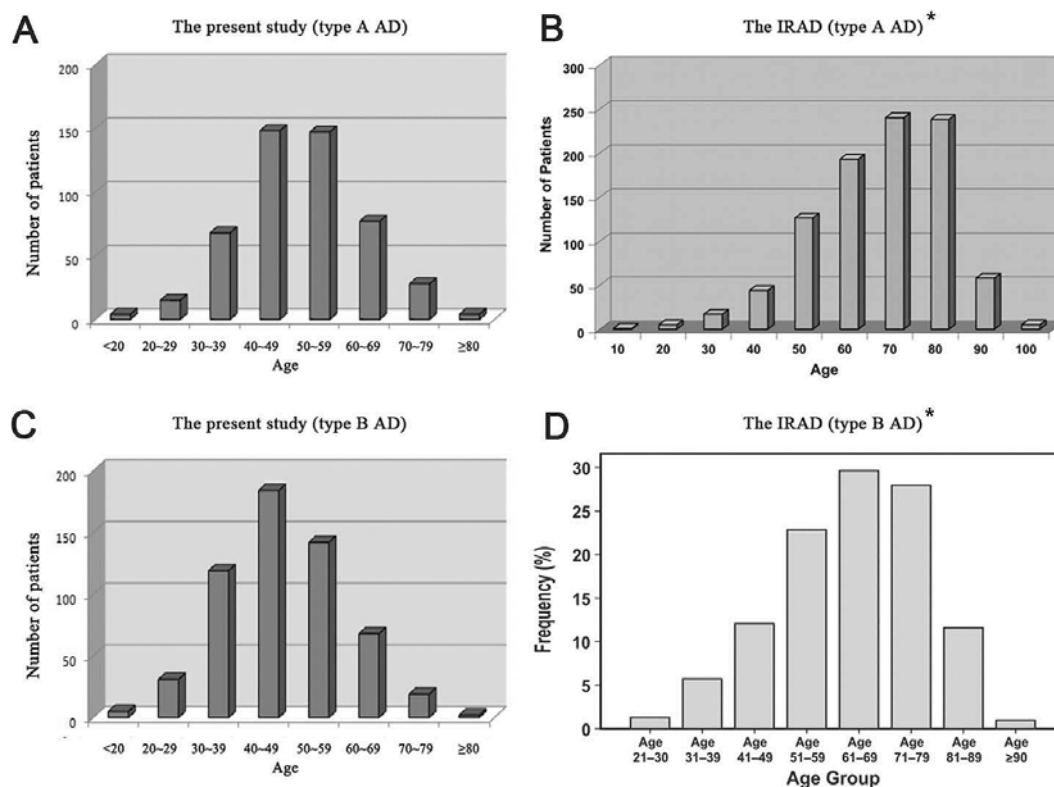 A
The present study (type A AD)
200
150
100
50
0
Number of patients
<20 20~29 30~39 40~49 50~59 60~69 70~79 ≥80
Age
B
The IRAD (type A AD)*
300
250
200
150
100
50
0
Number of Patients
10 20 30 40 50 60 70 80 90 100
Age
C
The present study (type B AD)
200
150
100
50
0
Number of patients
<20 20~29 30~39 40~49 50~59 60~69 70~79 ≥80
Age
D
The IRAD (type B AD)*
30
25
20
15
10
5
0
Frequency (%)
Age Age Age Age Age Age Age Age
21–30 31–39 41–49 51–59 61–69 71–79 81–89 ≥90
Age Group